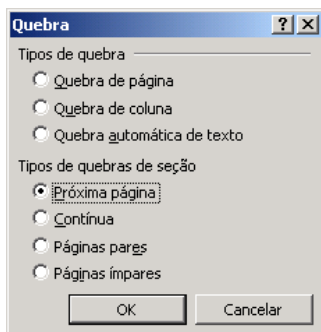 Quebra
Tipos de quebra
Quebra de página
Quebra de coluna
Quebra automática de texto
Tipos de quebras de seção
Próxima página
Contínua
Páginas pares
Páginas ímpares
OK Cancelar